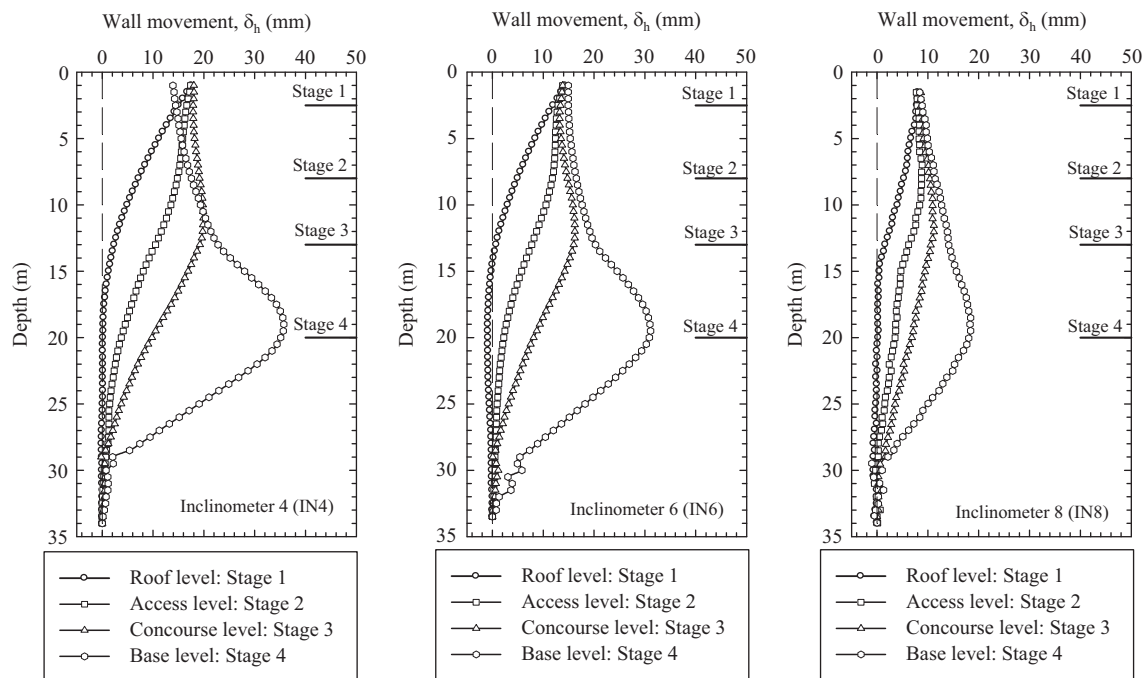 Wall movement, δh (mm)
0 10 20 30 40 50
0
5
10
15
20
25
30
35
Depth (m)
Stage 1
Stage 2
Stage 3
Stage 4
Inclinometer 4 (IN4)
Roof level: Stage 1
Access level: Stage 2
Concourse level: Stage 3
Base level: Stage 4
Wall movement, δh (mm)
0 10 20 30 40 50
0
5
10
15
20
25
30
35
Depth (m)
Stage 1
Stage 2
Stage 3
Stage 4
Inclinometer 6 (IN6)
Roof level: Stage 1
Access level: Stage 2
Concourse level: Stage 3
Base level: Stage 4
Wall movement, δh (mm)
0 10 20 30 40 50
0
5
10
15
20
25
30
35
Depth (m)
Stage 1
Stage 2
Stage 3
Stage 4
Inclinometer 8 (IN8)
Roof level: Stage 1
Access level: Stage 2
Concourse level: Stage 3
Base level: Stage 4